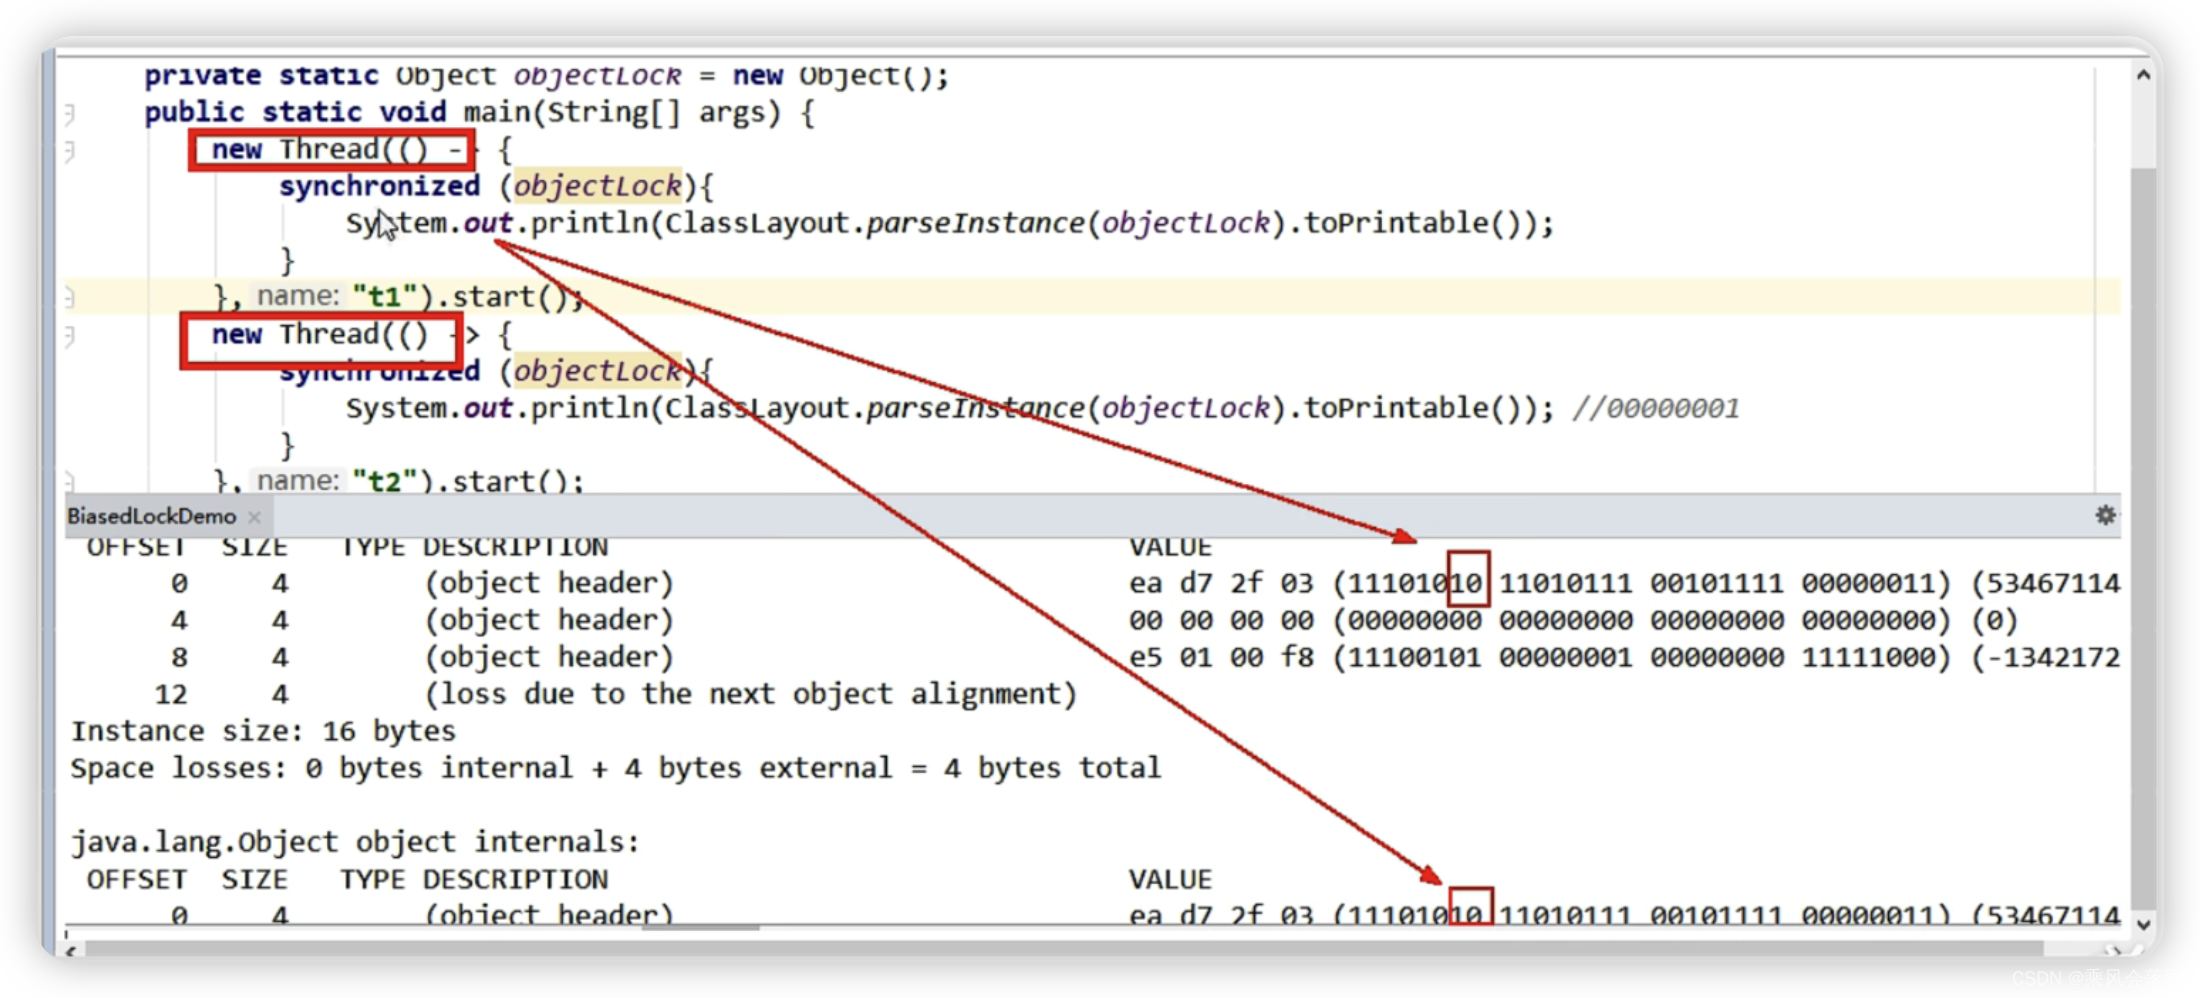 private static Object objectLock = new Object();
public static void main(String[] args) {
new Thread(() -> {
synchronized (objectLock){
System.out.println(ClassLayout.parseInstance(objectLock).toPrintable());
}
}, name: "t1").start();
new Thread(() -> {
synchronized (objectLock){
System.out.println(ClassLayout.parseInstance(objectLock).toPrintable()); //00000001
}
}, name: "t2").start();
BiasedLockDemo ×
OFFSET SIZE TYPE DESCRIPTION VALUE
0 4 (object header) ea d7 2f 03 (11101010 11010111 00101111 00000011) (53467114
4 4 (object header) 00 00 00 00 (00000000 00000000 00000000 00000000) (0)
8 4 (object header) e5 01 00 f8 (11100101 00000001 00000000 11111000) (-1342172
12 4 (loss due to the next object alignment)
Instance size: 16 bytes
Space losses: 0 bytes internal + 4 bytes external = 4 bytes total
java.lang.Object object internals:
OFFSET SIZE TYPE DESCRIPTION VALUE
0 4 (object header) ea d7 2f 03 (11101010 11010111 00101111 00000011) (53467114
CSDN